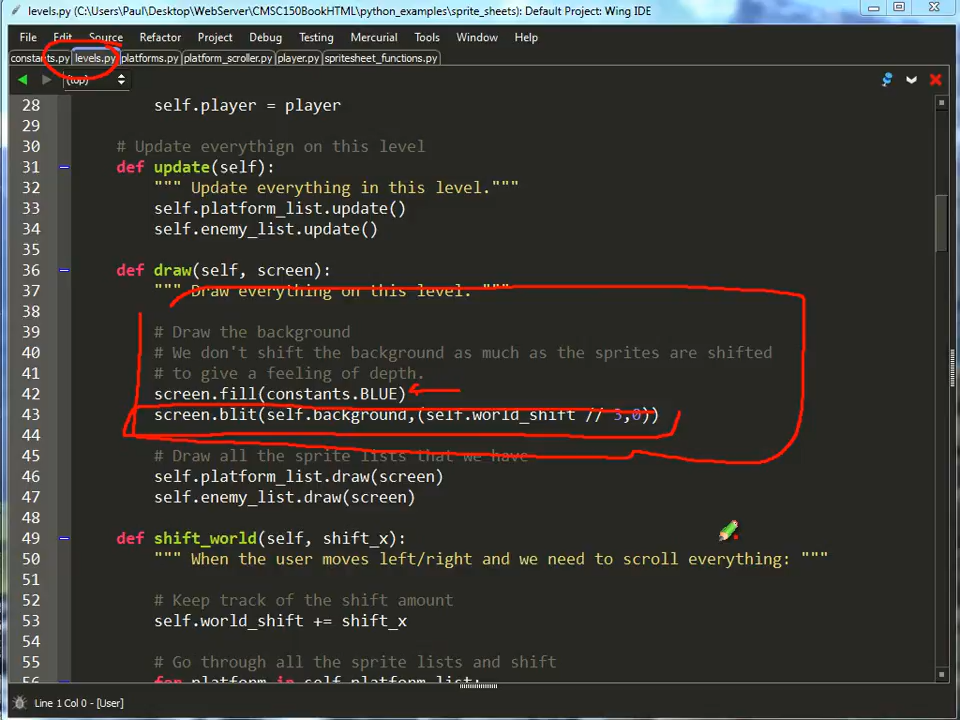 levels.py (C:\Users\Paul\Desktop\WebServer\CMSC150BookHTML\python_examples\sprite_sheets): Default Project: Wing IDE
File Edit Source Refactor Project Debug Testing Mercurial Tools Window Help
constants.py levels.py platforms.py platform_scroller.py player.py spritesheet_functions.py
(top)
28 self.player = player
29
30 # Update everythign on this level
31 def update(self):
32 """ Update everything in this level."""
33 self.platform_list.update()
34 self.enemy_list.update()
35
36 def draw(self, screen):
37 """ Draw everything on this level. """
38
39 # Draw the background
40 # We don't shift the background as much as the sprites are shifted
41 # to give a feeling of depth.
42 screen.fill(constants.BLUE)
43 screen.blit(self.background,(self.world_shift // 3,0))
44
45 # Draw all the sprite lists that we have
46 self.platform_list.draw(screen)
47 self.enemy_list.draw(screen)
48
49 def shift_world(self, shift_x):
50 """ When the user moves left/right and we need to scroll everything: """
51
52 # Keep track of the shift amount
53 self.world_shift += shift_x
54
55 # Go through all the sprite lists and shift
56 for platform in self.platform_list:
Line 1 Col 0 - [User]